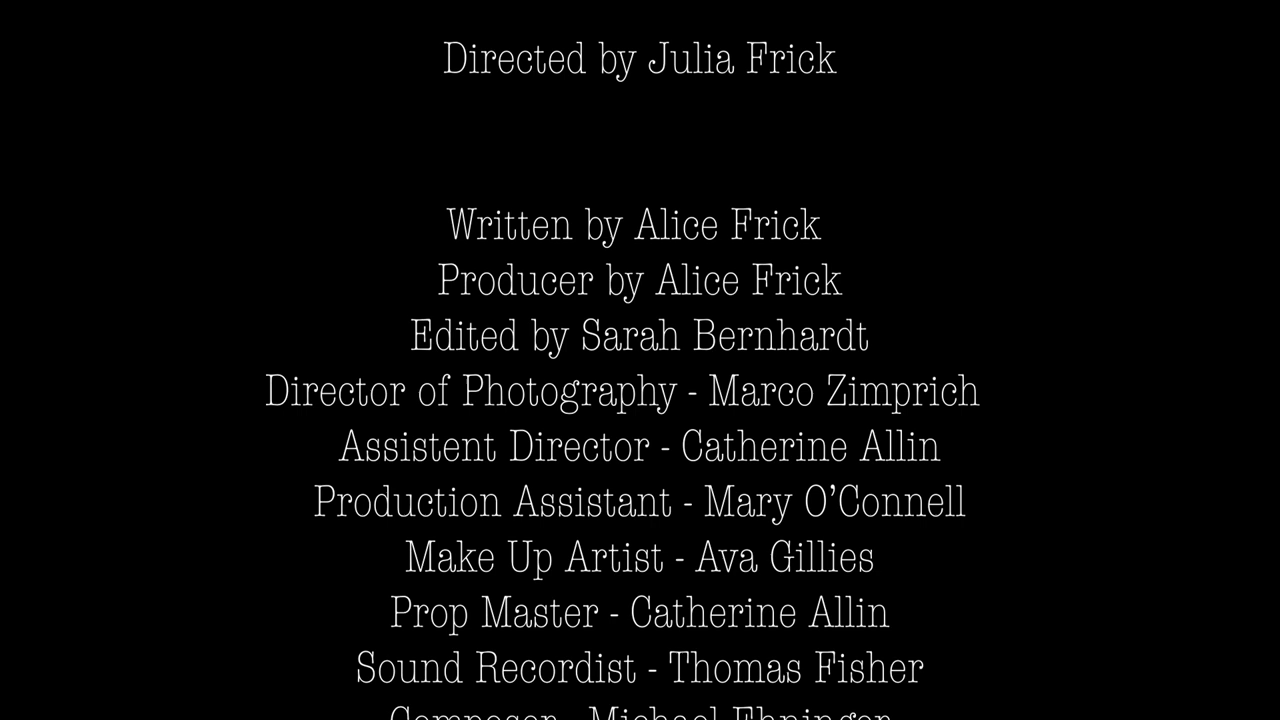 Directed by Julia Frick
Written by Alice Frick
Producer by Alice Frick
Edited by Sarah Bernhardt
Director of Photography - Marco Zimprich
Assistent Director - Catherine Allin
Production Assistant - Mary O’Connell
Make Up Artist - Ava Gillies
Prop Master - Catherine Allin
Sound Recordist - Thomas Fisher
Composer - Michael